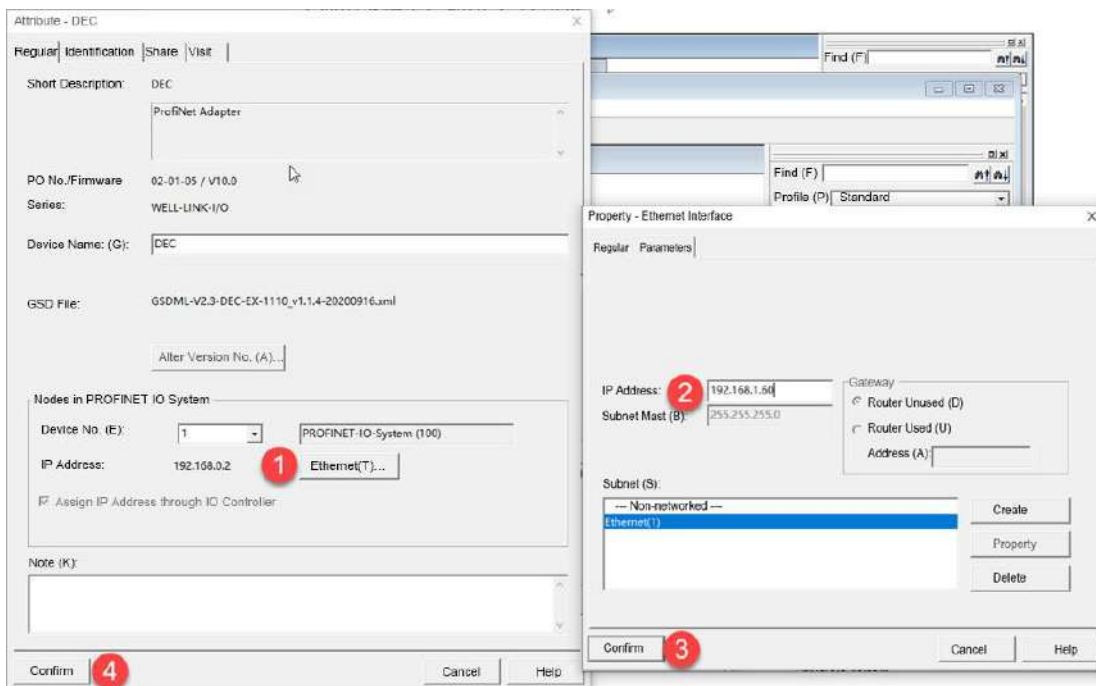 Attribute - DEC
Regular Identification Share Visit
Short Description: DEC
ProfiNet Adapter
PO No./Firmware 02-01-05 / V10.0
Series: WELL-LINK-I/O
Device Name: (G): DEC
GSD File: GSDML-V2.3-DEC-EX-1110_v1.1.4-20200916.xml
Alter Version No. (A)...
Nodes in PROFINET IO System
Device No. (E): 1 PROFINET-IO-System (100)
IP Address: 192.168.0.2 1 Ethernet(T)...
Assign IP Address through IO Controller
Note (K):
Confirm 4 Cancel Help
Find (F)
Find (F)
Profile (P) Standard
Property - Ethernet Interface
Regular Parameters
IP Address: 2 192.168.1.60
Subnet Mast (B): 255.255.255.0
Gateway
Router Unused (D)
Router Used (U)
Address (A):
Subnet (S):
--- Non-networked ---
Ethernet(1)
Create
Property
Delete
Confirm 3 Cancel Help